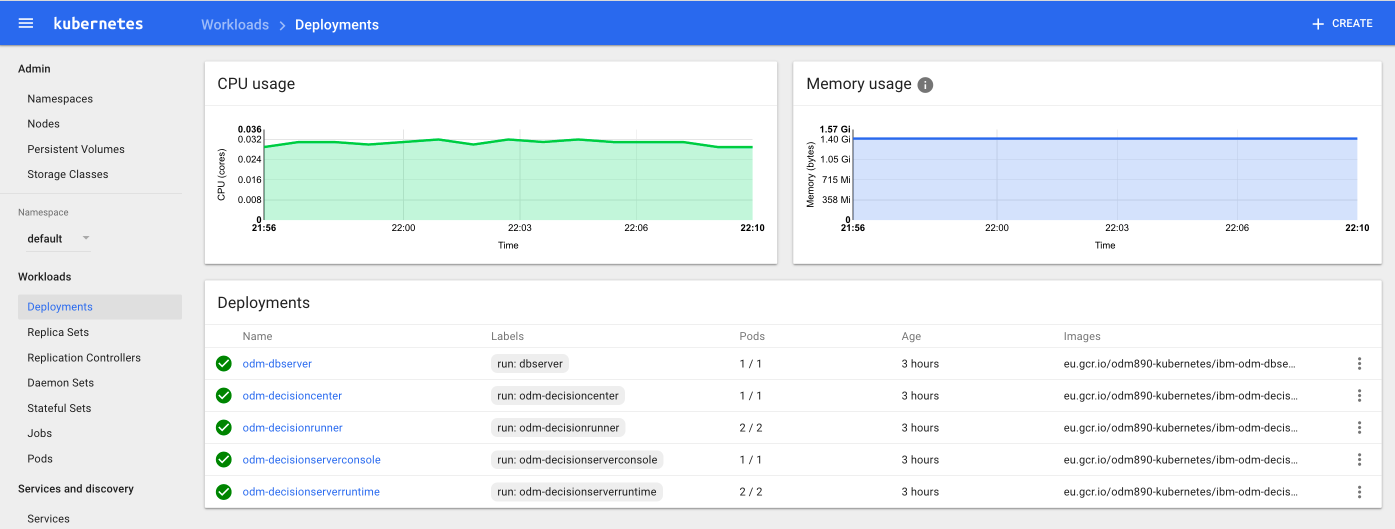 kubernetes
Workloads > Deployments
+ CREATE
Admin
Namespaces
Nodes
Persistent Volumes
Storage Classes
Namespace
default
Workloads
Deployments
Replica Sets
Replication Controllers
Daemon Sets
Stateful Sets
Jobs
Pods
Services and discovery
Services
CPU usage
CPU (cores)
0.036
0.032
0.024
0.016
0.008
0
21:56 22:00 22:03 22:06 22:10
Time
Memory usage i
Memory (bytes)
1.57 Gi
1.40 Gi
1.05 Gi
715 Mi
358 Mi
0
21:56 22:00 22:03 22:06 22:10
Time
Deployments
Name Labels Pods Age Images
odm-dbserver run: dbserver 1 / 1 3 hours eu.gcr.io/odm890-kubernetes/ibm-odm-dbse...
odm-decisioncenter run: odm-decisioncenter 1 / 1 3 hours eu.gcr.io/odm890-kubernetes/ibm-odm-decis...
odm-decisionrunner run: odm-decisionrunner 2 / 2 3 hours eu.gcr.io/odm890-kubernetes/ibm-odm-decis...
odm-decisionserverconsole run: odm-decisionserverconsole 1 / 1 3 hours eu.gcr.io/odm890-kubernetes/ibm-odm-decis...
odm-decisionserverruntime run: odm-decisionserverruntime 2 / 2 3 hours eu.gcr.io/odm890-kubernetes/ibm-odm-decis...